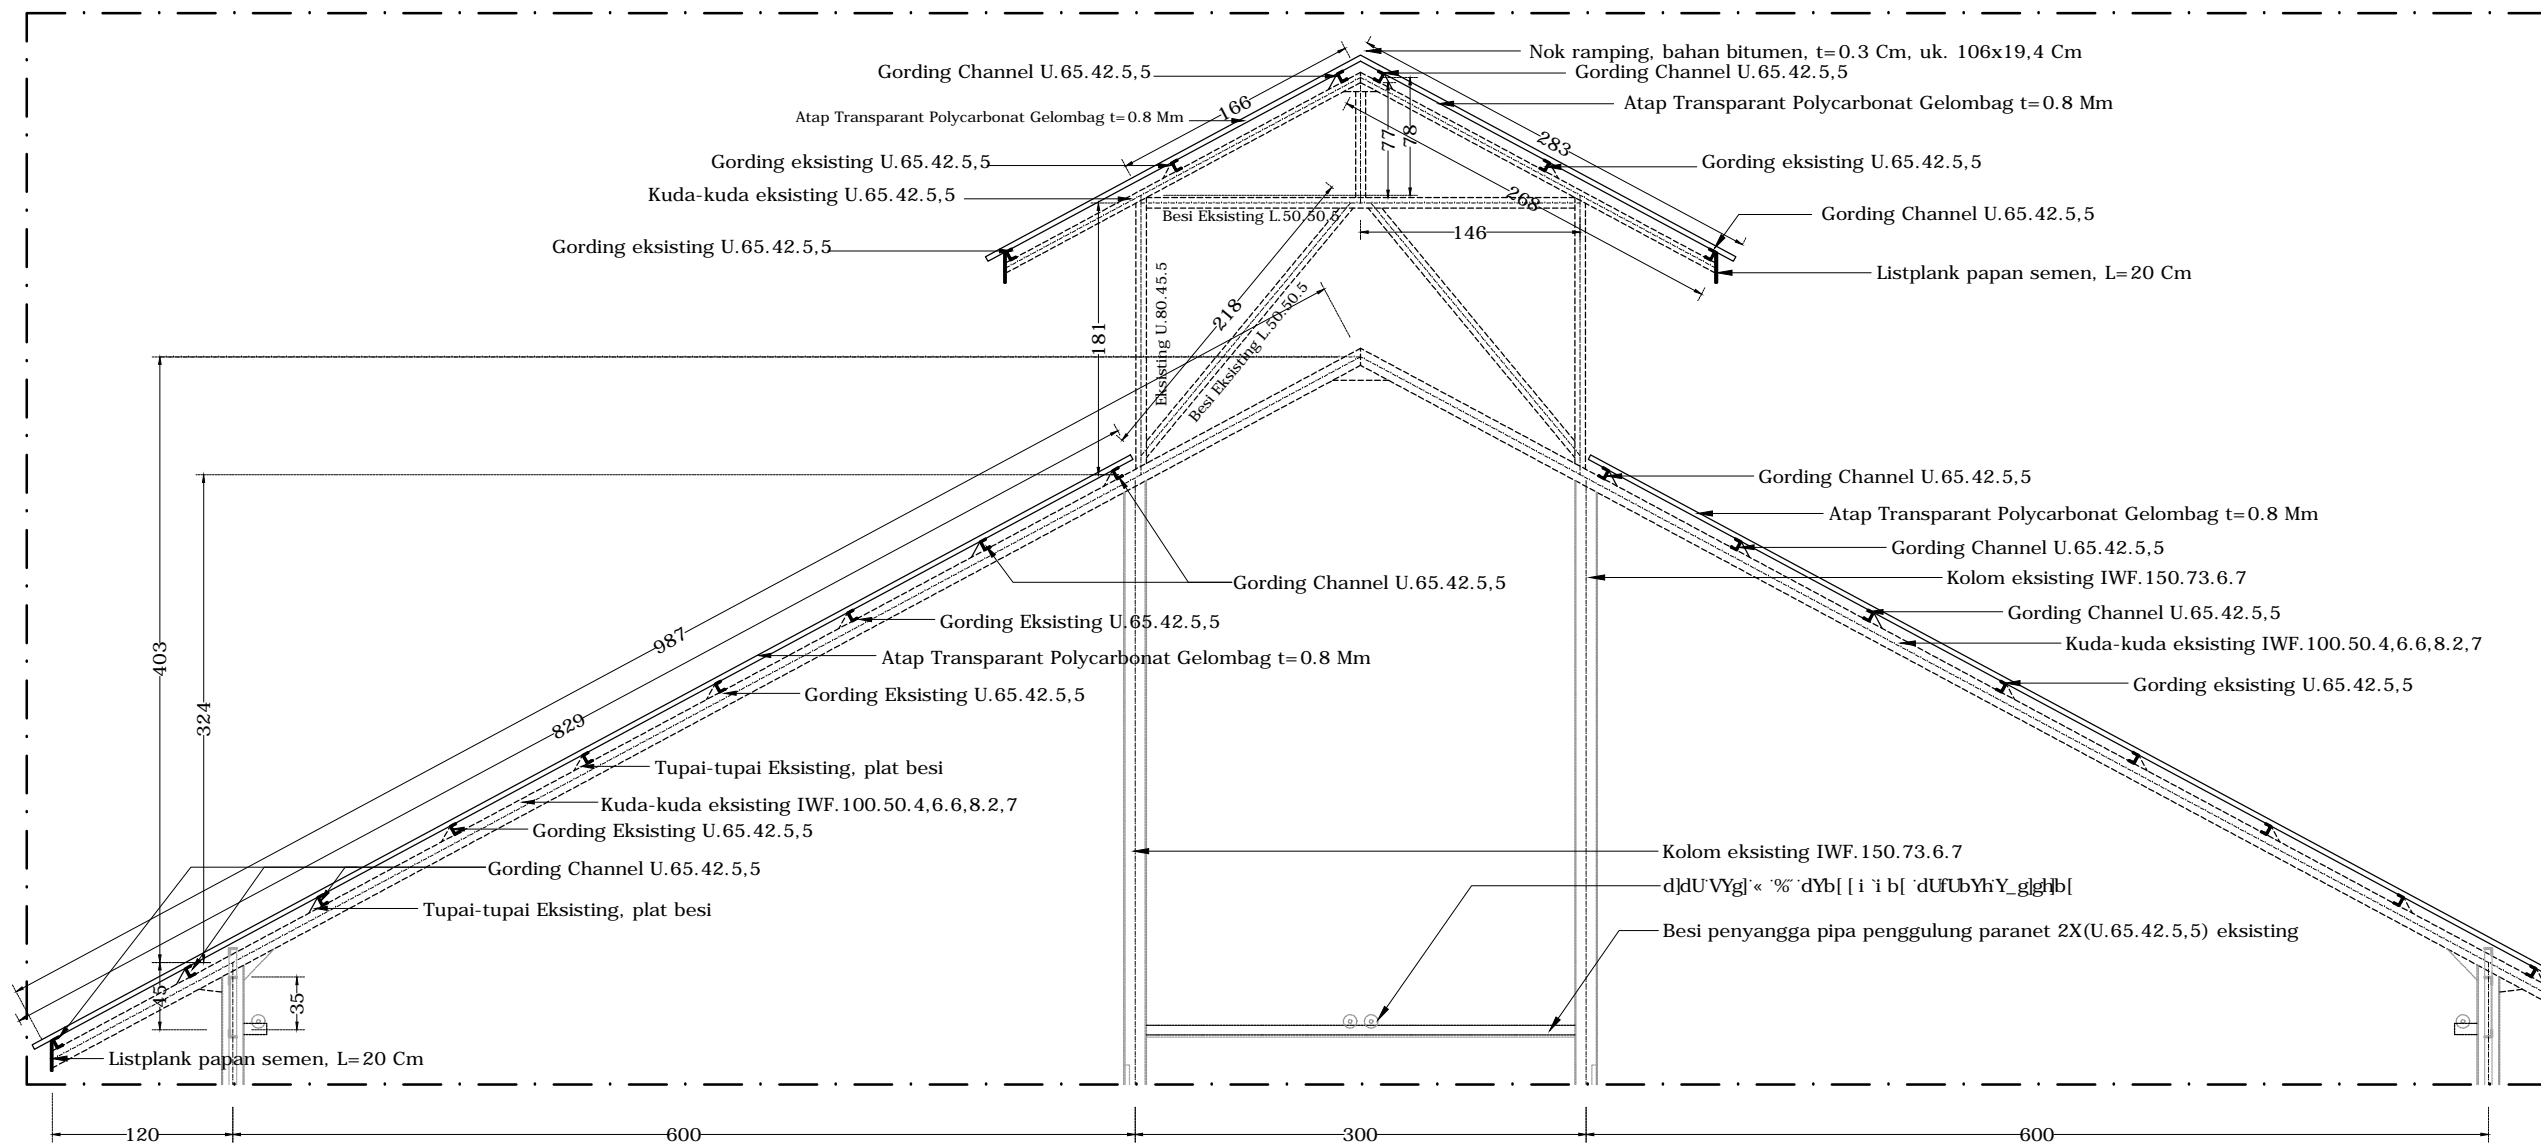 Nok ramping, bahan bitumen, t=0.3 Cm, uk. 106x19,4 Cm
Gording Channel U.65.42.5,5
Gording Channel U.65.42.5,5
166
Atap Transparant Polycarbonat Gelombag t=0.8 Mm
Atap Transparant Polycarbonat Gelombag t=0.8 Mm
77
78
283
Gording eksisting U.65.42.5,5
Gording eksisting U.65.42.5,5
Kuda-kuda eksisting U.65.42.5,5
268
Besi Eksisting L.50.50.5
Gording Channel U.65.42.5,5
146
Gording eksisting U.65.42.5,5
Listplank papan semen, L=20 Cm
181
Eksisting U.80.45.5
218
Besi Eksisting L.50.50.5
Gording Channel U.65.42.5,5
Atap Transparant Polycarbonat Gelombag t=0.8 Mm
Gording Channel U.65.42.5,5
Gording Channel U.65.42.5,5
Kolom eksisting IWF.150.73.6.7
Gording Channel U.65.42.5,5
Gording Eksisting U.65.42.5,5
987
403
Kuda-kuda eksisting IWF.100.50.4,6.6,8.2,7
Atap Transparant Polycarbonat Gelombag t=0.8 Mm
Gording eksisting U.65.42.5,5
Gording Eksisting U.65.42.5,5
324
829
Tupai-tupai Eksisting, plat besi
Kuda-kuda eksisting IWF.100.50.4,6.6,8.2,7
Gording Eksisting U.65.42.5,5
Kolom eksisting IWF.150.73.6.7
Gording Channel U.65.42.5,5
Tupai-tupai Eksisting, plat besi
Besi penyangga pipa penggulung paranet 2X(U.65.42.5,5) eksisting
45
35
Listplank papan semen, L=20 Cm
120
600
300
600